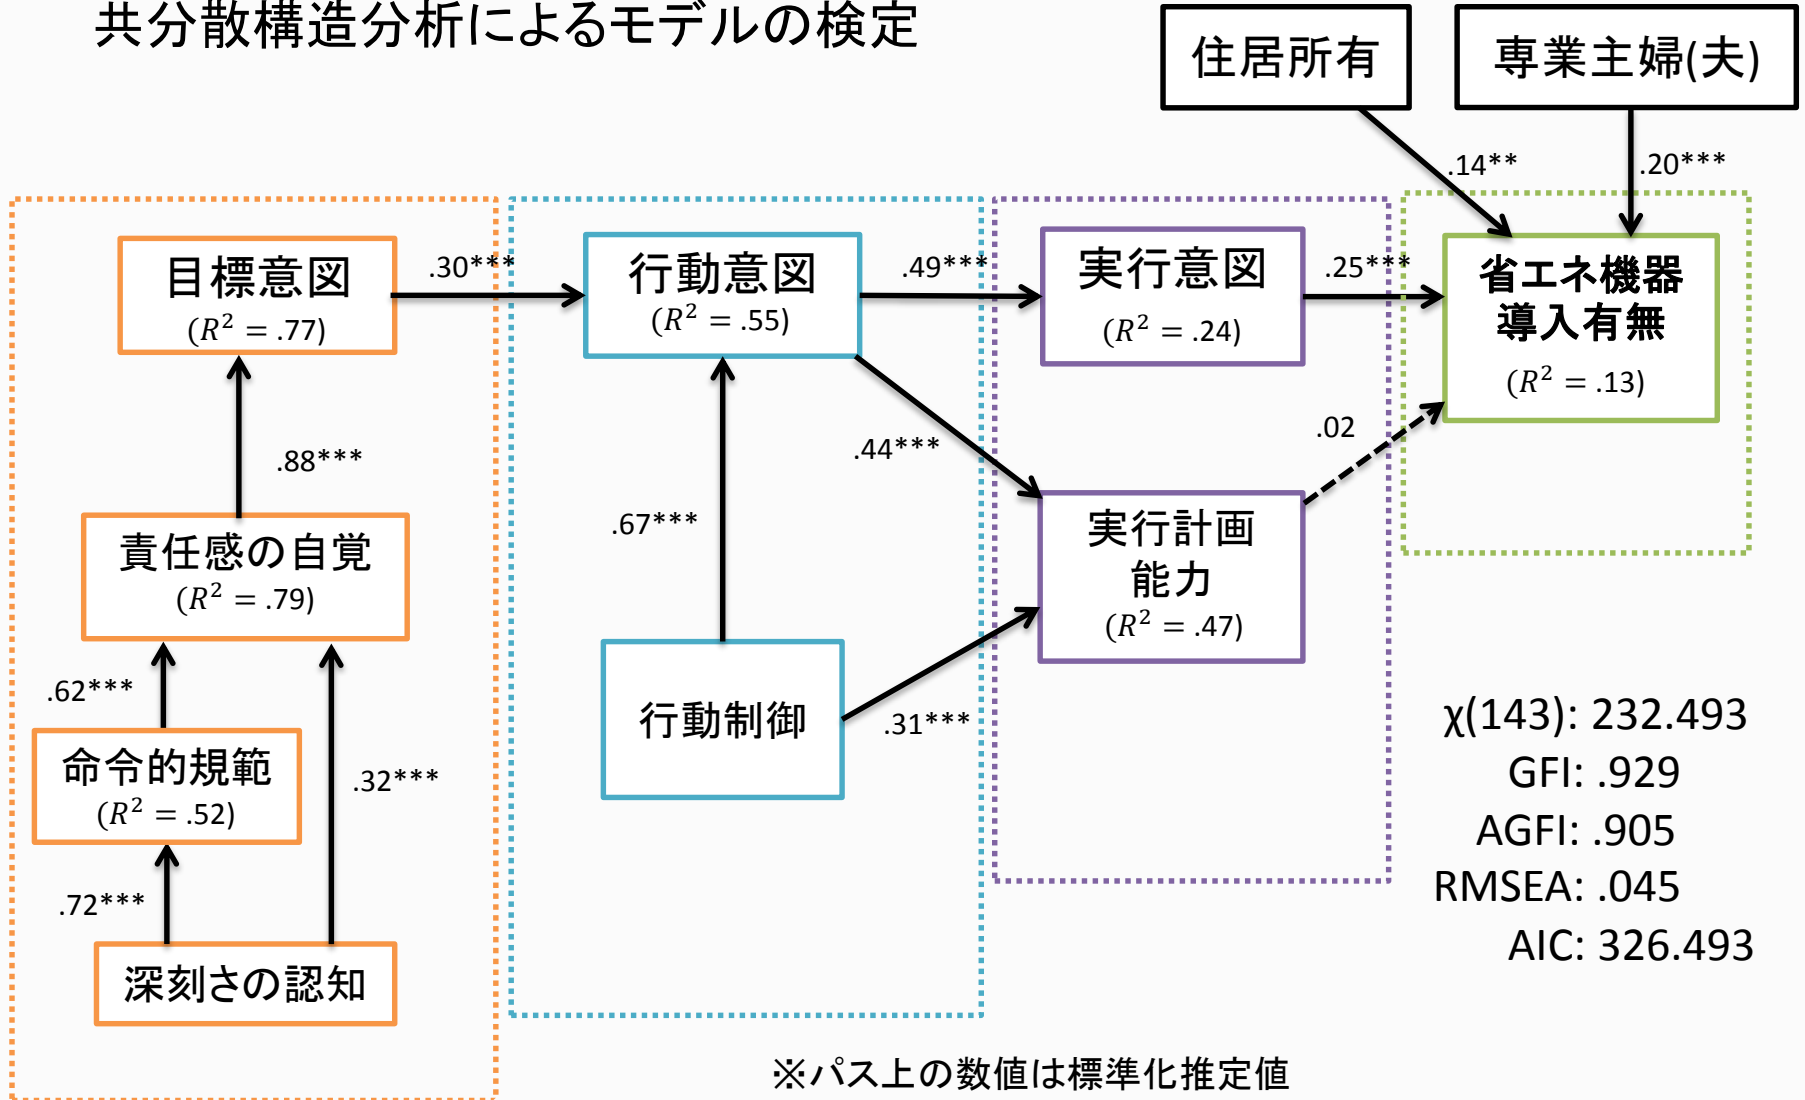 共分散構造分析によるモデルの検定
住居所有
専業主婦(夫)
.14**
.20***
目標意図
(R² = .77)
.30***
行動意図
(R² = .55)
.49***
実行意図
(R² = .24)
.25***
省エネ機器
導入有無
(R² = .13)
.88***
.67***
.44***
.02
責任感の自覚
(R² = .79)
実行計画
能力
(R² = .47)
.62***
.32***
命令的規範
(R² = .52)
行動制御
.31***
.72***
深刻さの認知
χ(143): 232.493
GFI: .929
AGFI: .905
RMSEA: .045
AIC: 326.493
※パス上の数値は標準化推定値